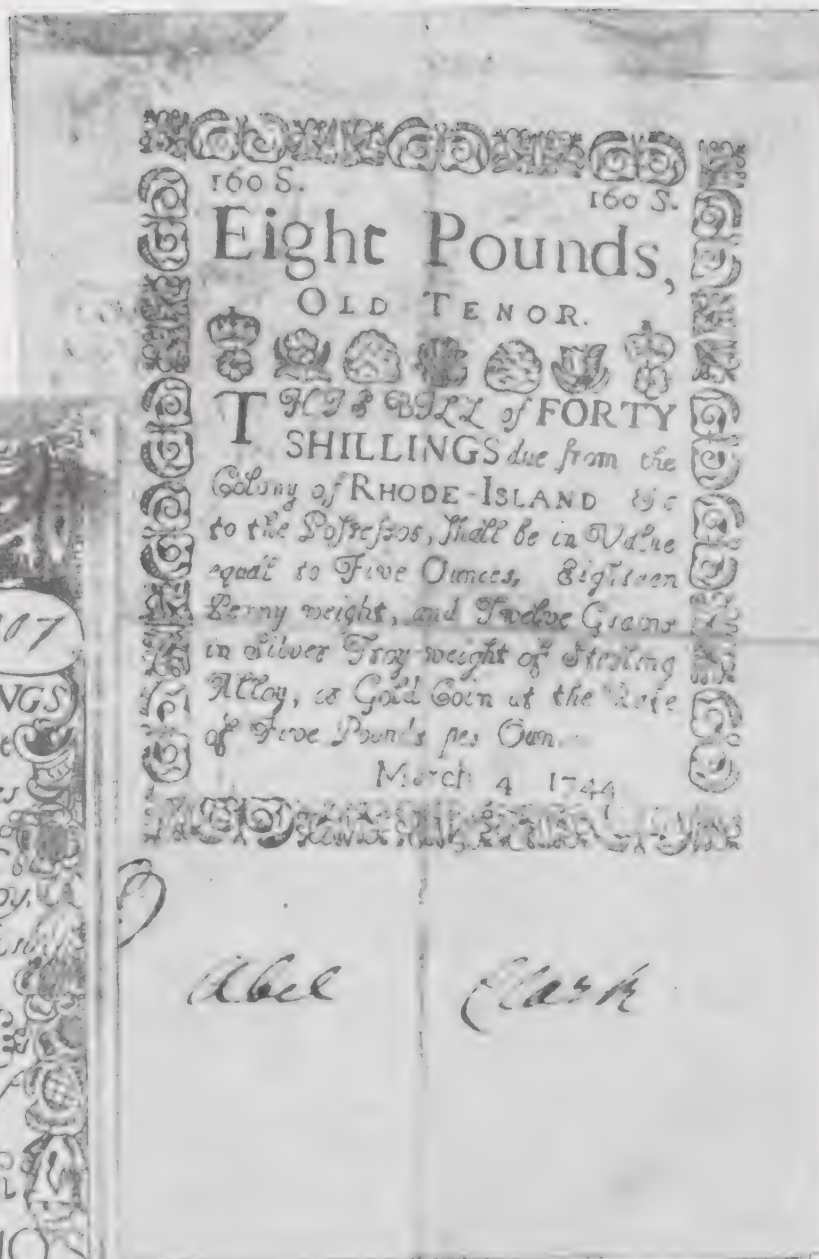 160 S. 160 S.
Eight Pounds,
OLD TENOR.
THIS BILL of FORTY
SHILLINGS due from the
Colony of RHODE-ISLAND &c
to the Possessor, shall be in Value
equal to Five Ounces, Eighteen
Penny weight, and Twelve Grains
in Silver Troy-weight of Sterling
Alloy, or Gold Coin at the Rate
of Five Pounds per Oun.
March 4 1744
Abel Clark
107
NGS